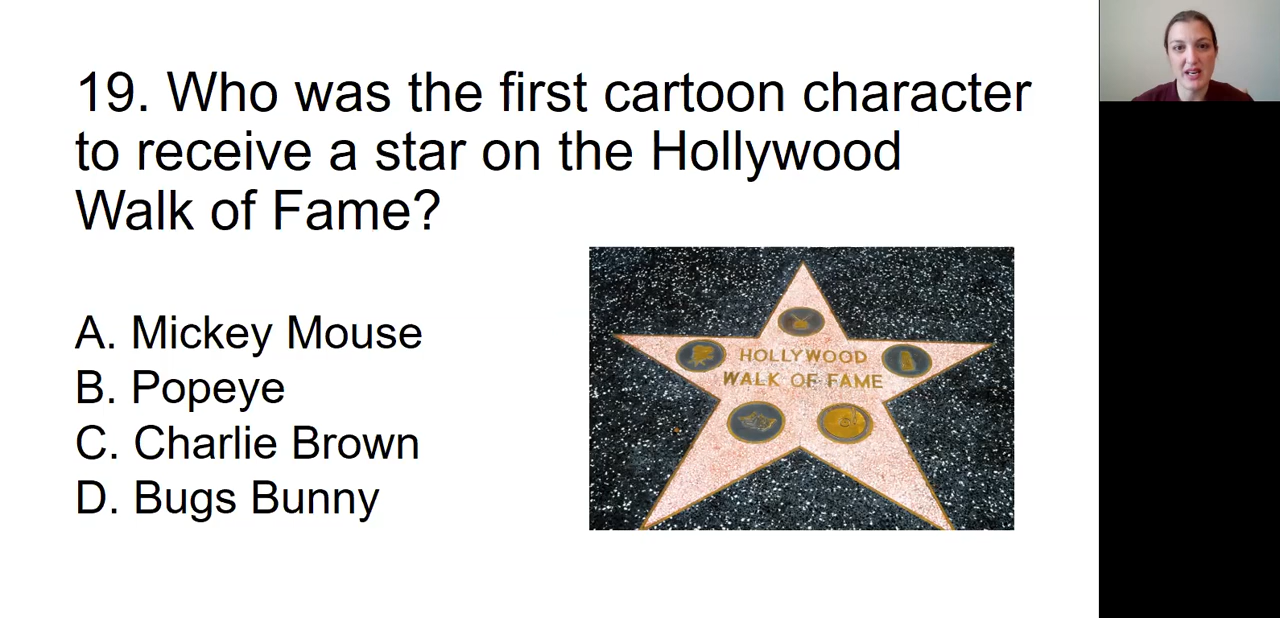 19. Who was the first cartoon character
to receive a star on the Hollywood
Walk of Fame?
A. Mickey Mouse
B. Popeye
C. Charlie Brown
D. Bugs Bunny
HOLLYWOOD
WALK OF FAME